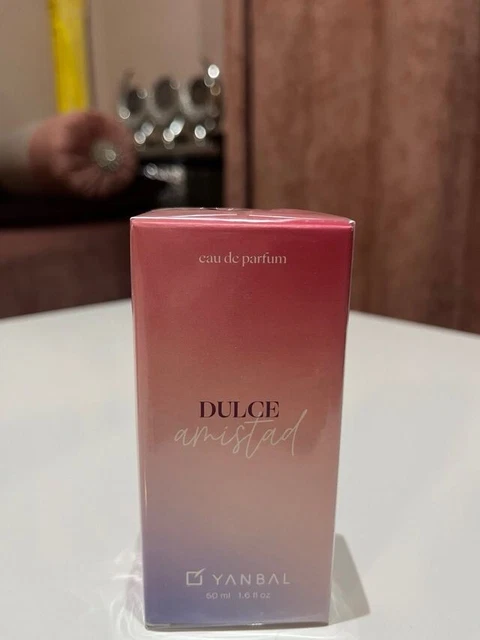 eau de parfum
DULCE
amistad
YANBAL
50 ml 1.6 fl oz